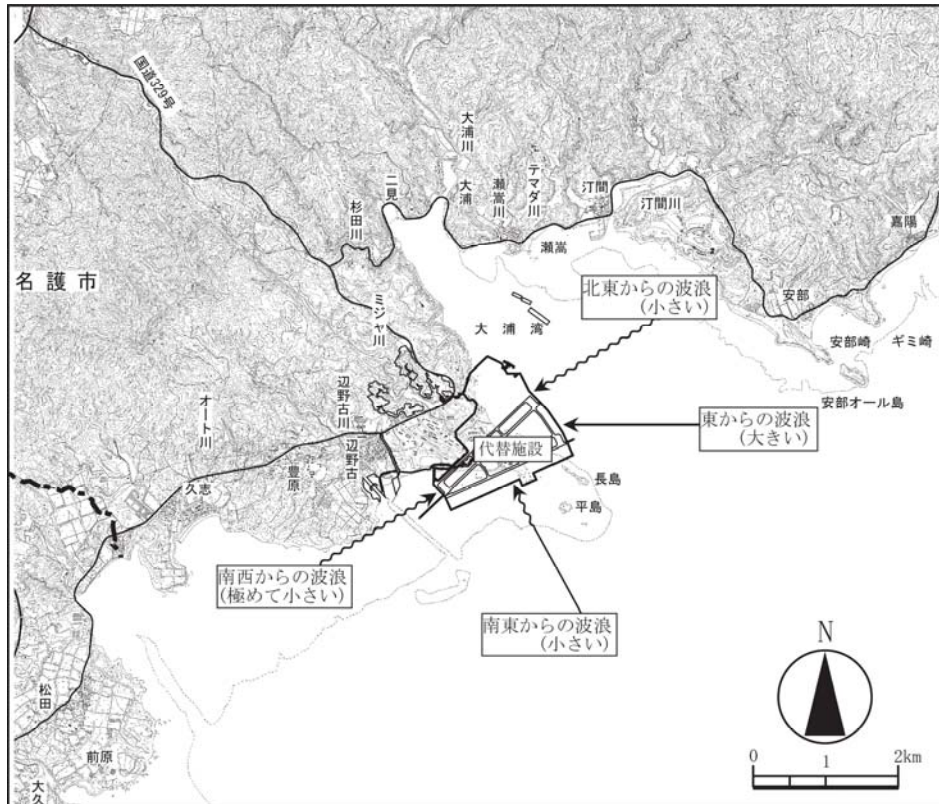 国道329号
大浦川
大浦
瀬嵩川
テマダ川
汀間
汀間川
嘉陽
二見
杉田川
瀬嵩
名護市
北東からの波浪
(小さい)
安部
ミジャ川
大浦湾
安部崎
ギミ崎
安部オール島
辺野古川
オート川
東からの波浪
(大きい)
辺野古
代替施設
豊原
久志
長島
平島
南西からの波浪
(極めて小さい)
南東からの波浪
(小さい)
N
松田
前原
大久
0 1 2km